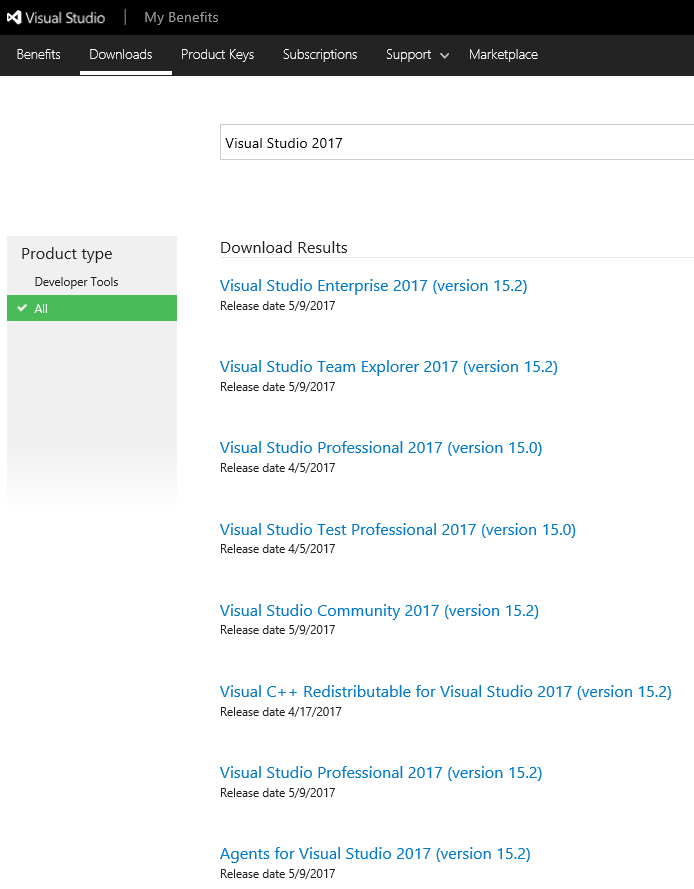 Visual Studio | My Benefits
Benefits Downloads Product Keys Subscriptions Support Marketplace
Visual Studio 2017
Product type
Developer Tools
All
Download Results
Visual Studio Enterprise 2017 (version 15.2)
Release date 5/9/2017
Visual Studio Team Explorer 2017 (version 15.2)
Release date 5/9/2017
Visual Studio Professional 2017 (version 15.0)
Release date 4/5/2017
Visual Studio Test Professional 2017 (version 15.0)
Release date 4/5/2017
Visual Studio Community 2017 (version 15.2)
Release date 5/9/2017
Visual C++ Redistributable for Visual Studio 2017 (version 15.2)
Release date 4/17/2017
Visual Studio Professional 2017 (version 15.2)
Release date 5/9/2017
Agents for Visual Studio 2017 (version 15.2)
Release date 5/9/2017